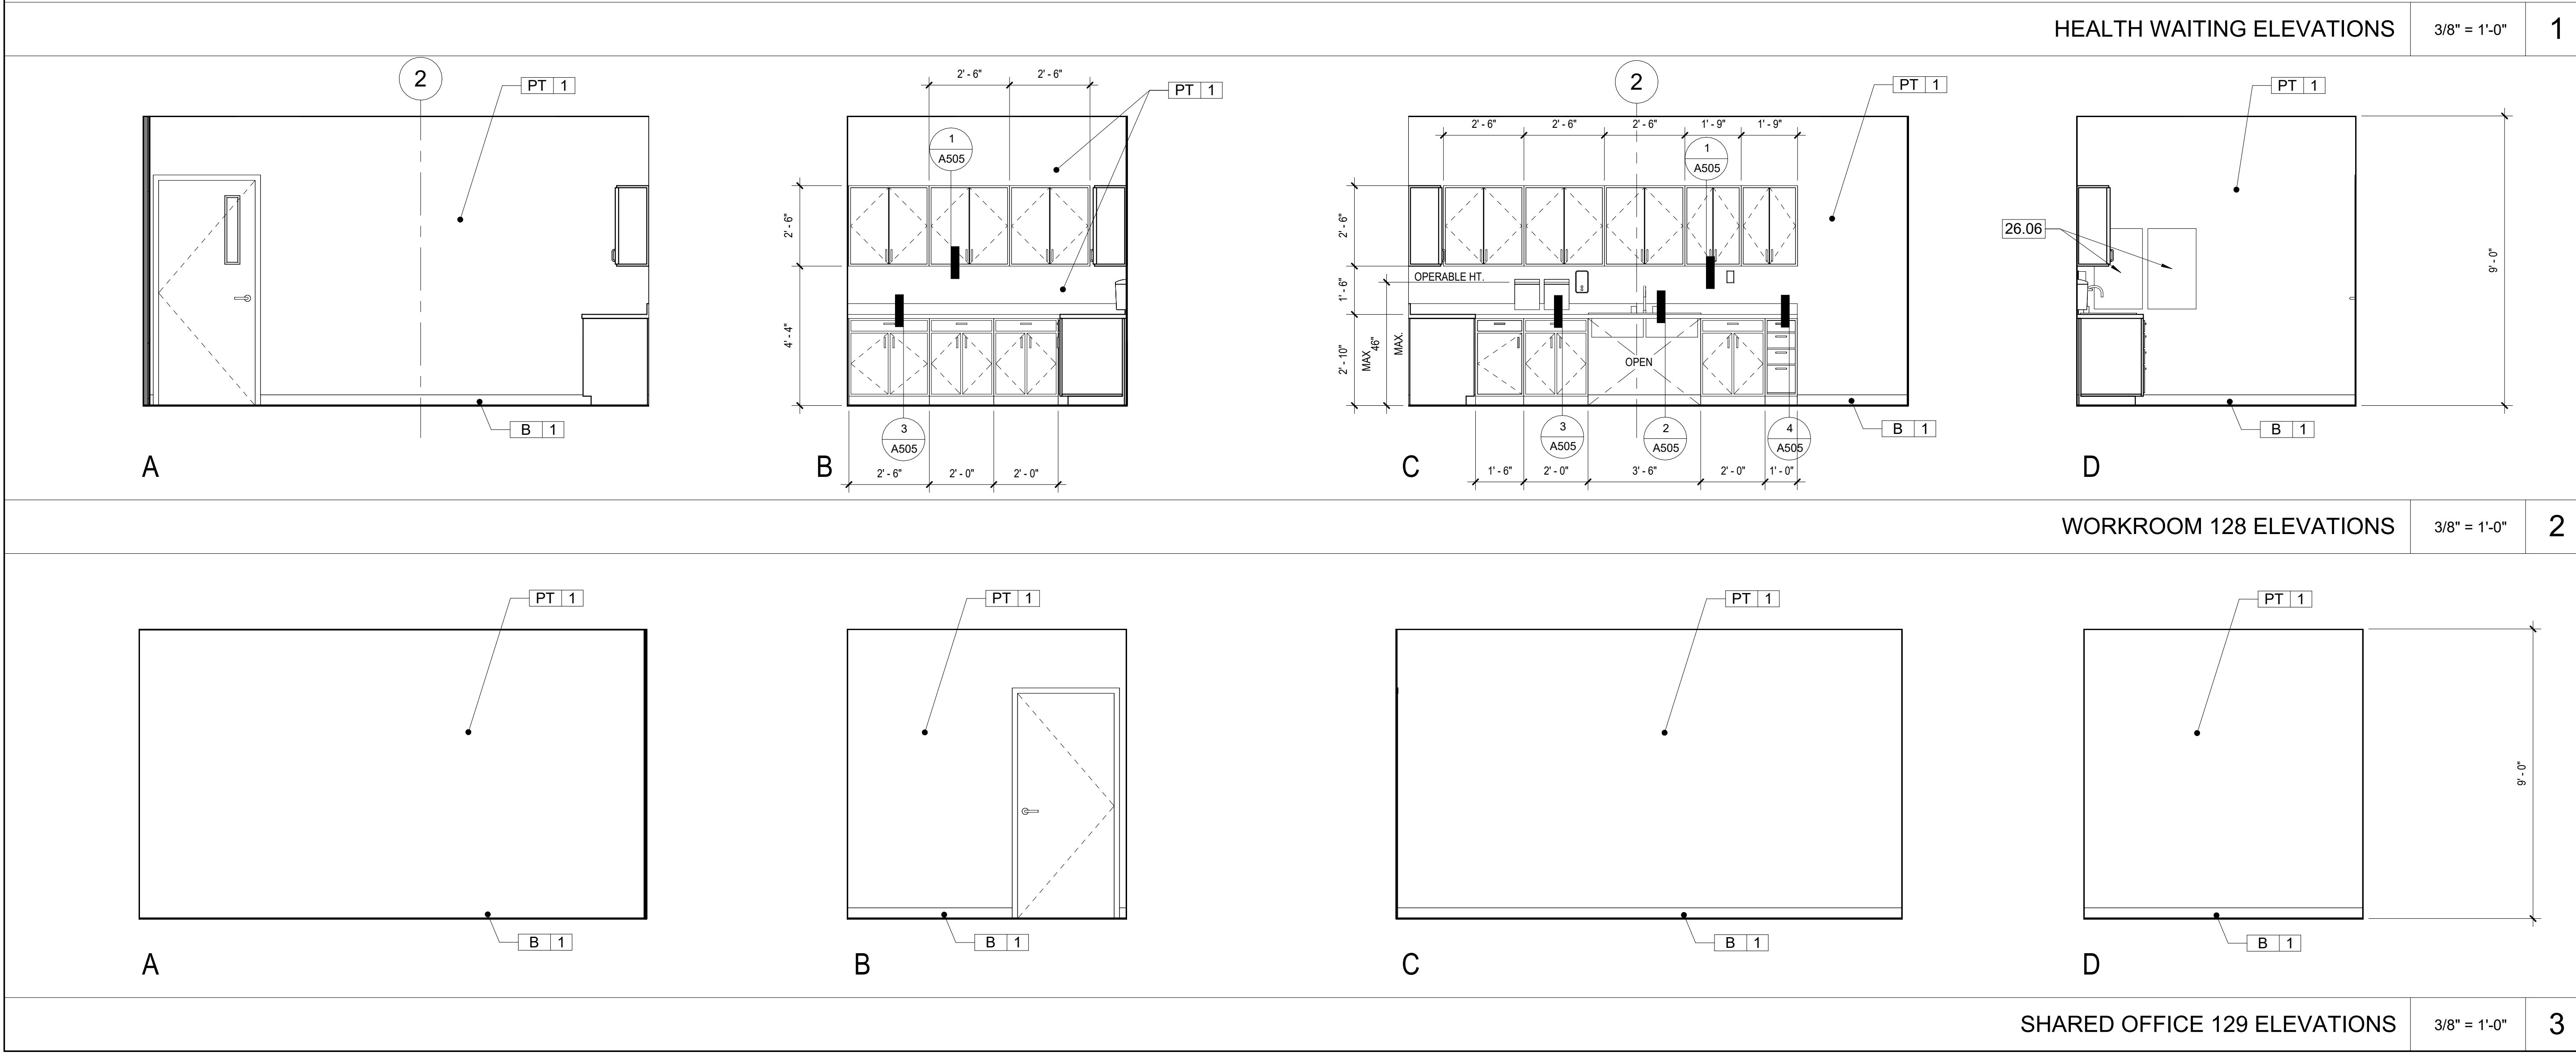 HEALTH WAITING ELEVATIONS 3/8" = 1'-0" 1
2
PT 1
B 1
A
2' - 6" 2' - 6"
PT 1
1
A505
2' - 6"
4' - 4"
3
A505
B
2' - 6" 2' - 0" 2' - 0"
2
PT 1
2' - 6" 2' - 6" 2' - 6" 1' - 9" 1' - 9"
1
A505
2' - 6"
OPERABLE HT.
1' - 6"
2' - 10"
MAX
46"
MAX.
OPEN
3
A505
2
A505
4
A505
B 1
C
1' - 6" 2' - 0" 3' - 6" 2' - 0" 1' - 0"
PT 1
26.06
9' - 0"
B 1
D
WORKROOM 128 ELEVATIONS 3/8" = 1'-0" 2
PT 1
B 1
A
PT 1
B 1
B
PT 1
B 1
C
PT 1
9' - 0"
B 1
D
SHARED OFFICE 129 ELEVATIONS 3/8" = 1'-0" 3